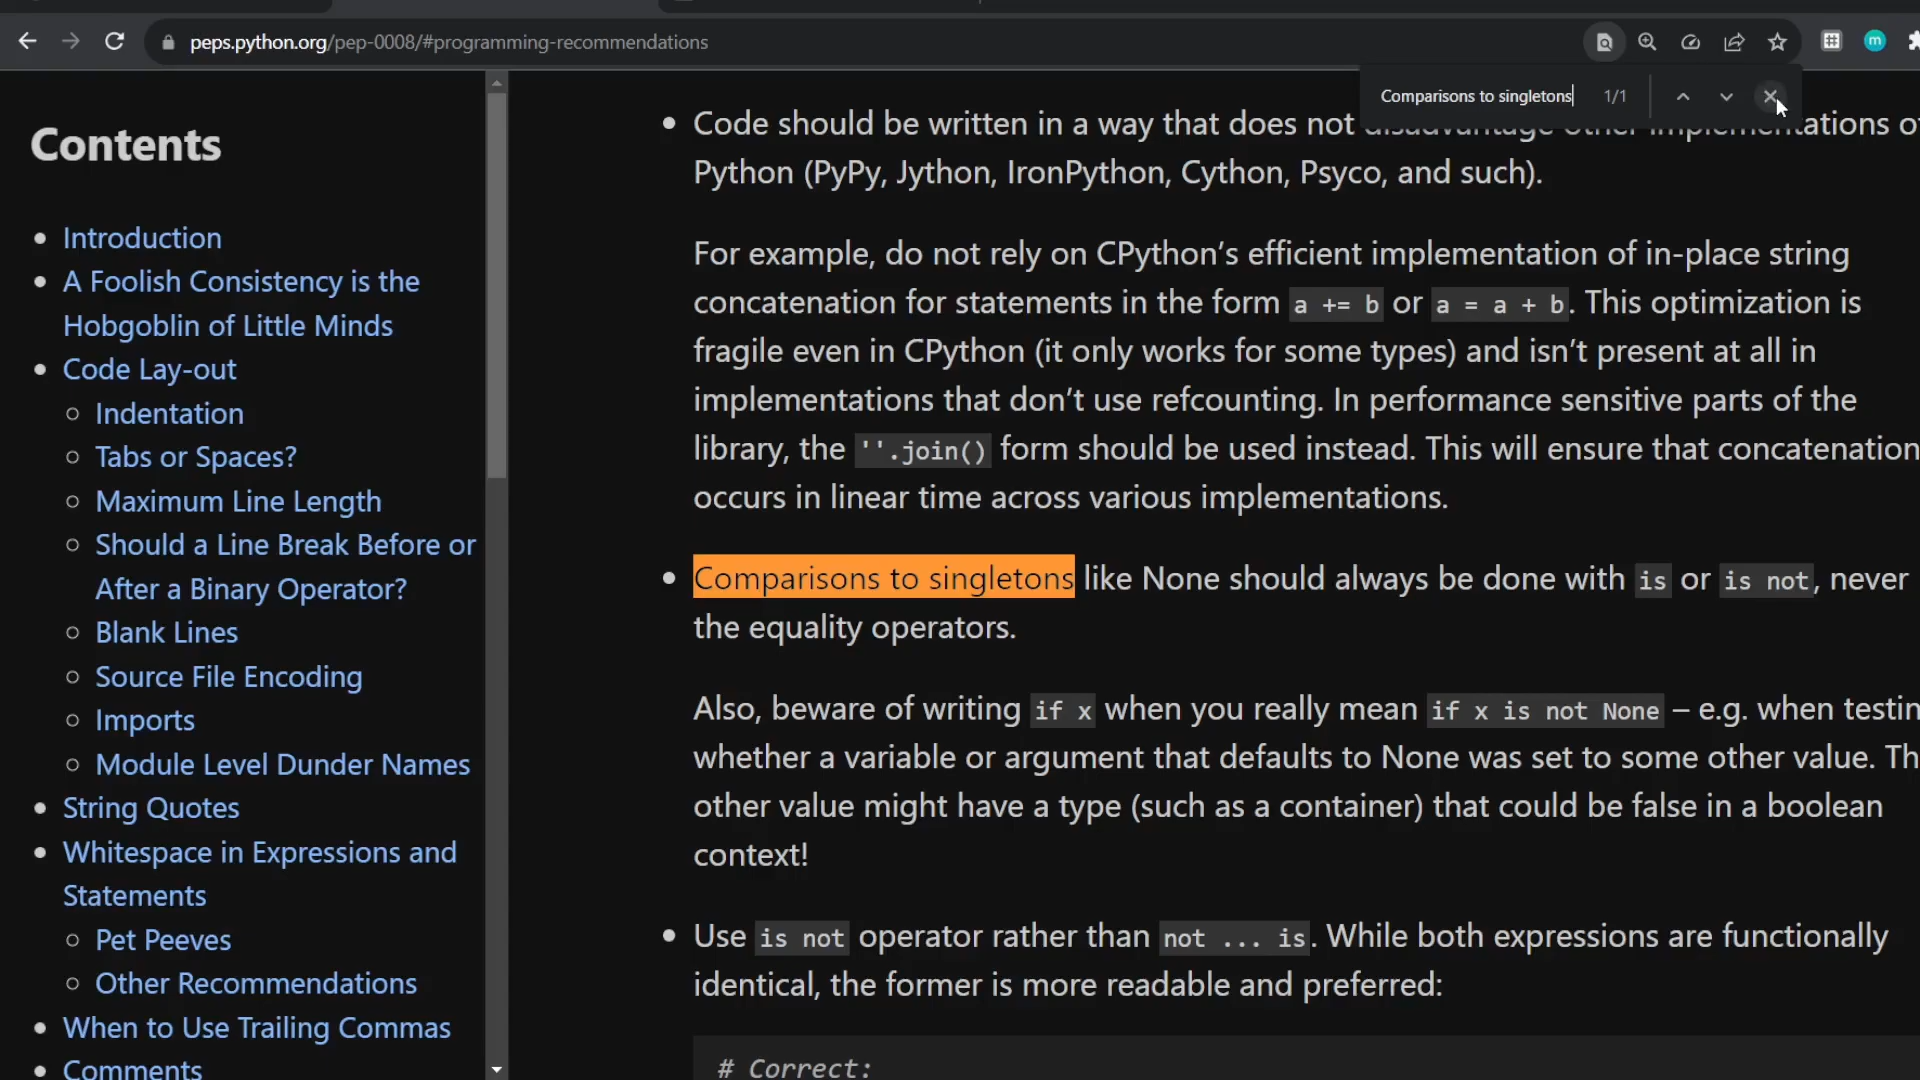 peps.python.org/pep-0008/#programming-recommendations
m
Comparisons to singletons 1/1
Contents
Introduction
A Foolish Consistency is the
Hobgoblin of Little Minds
Code Lay-out
Indentation
Tabs or Spaces?
Maximum Line Length
Should a Line Break Before or
After a Binary Operator?
Blank Lines
Source File Encoding
Imports
Module Level Dunder Names
String Quotes
Whitespace in Expressions and
Statements
Pet Peeves
Other Recommendations
When to Use Trailing Commas
Comments
Code should be written in a way that does not
Python (PyPy, Jython, IronPython, Cython, Psyco, and such).
For example, do not rely on CPython’s efficient implementation of in-place string
concatenation for statements in the form a += b or a = a + b. This optimization is
fragile even in CPython (it only works for some types) and isn’t present at all in
implementations that don’t use refcounting. In performance sensitive parts of the
library, the ''.join() form should be used instead. This will ensure that concatenation
occurs in linear time across various implementations.
Comparisons to singletons like None should always be done with is or is not, never
the equality operators.
Also, beware of writing if x when you really mean if x is not None – e.g. when testin
whether a variable or argument that defaults to None was set to some other value. Th
other value might have a type (such as a container) that could be false in a boolean
context!
Use is not operator rather than not ... is. While both expressions are functionally
identical, the former is more readable and preferred:
# Correct: